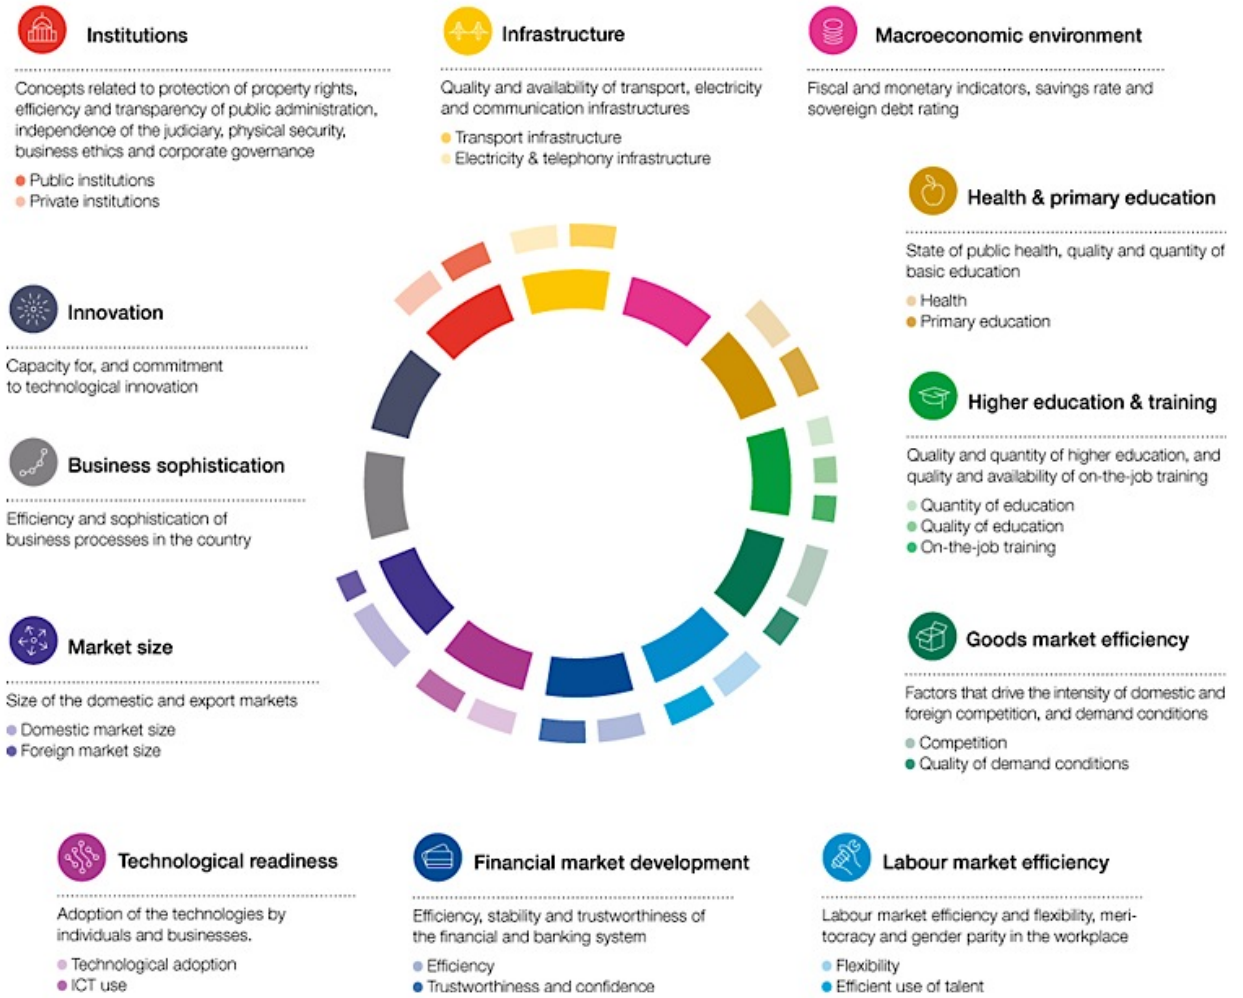 Institutions
Concepts related to protection of property rights,
efficiency and transparency of public administration,
independence of the judiciary, physical security,
business ethics and corporate governance
Public institutions
Private institutions
Infrastructure
Quality and availability of transport, electricity
and communication infrastructures
Transport infrastructure
Electricity & telephony infrastructure
Macroeconomic environment
Fiscal and monetary indicators, savings rate and
sovereign debt rating
Health & primary education
State of public health, quality and quantity of
basic education
Health
Primary education
Innovation
Capacity for, and commitment
to technological innovation
Higher education & training
Quality and quantity of higher education, and
quality and availability of on-the-job training
Quantity of education
Quality of education
On-the-job training
Business sophistication
Efficiency and sophistication of
business processes in the country
Market size
Size of the domestic and export markets
Domestic market size
Foreign market size
Goods market efficiency
Factors that drive the intensity of domestic and
foreign competition, and demand conditions
Competition
Quality of demand conditions
Technological readiness
Adoption of the technologies by
individuals and businesses.
Technological adoption
ICT use
Financial market development
Efficiency, stability and trustworthiness of
the financial and banking system
Efficiency
Trustworthiness and confidence
Labour market efficiency
Labour market efficiency and flexibility, meri-
tocracy and gender parity in the workplace
Flexibility
Efficient use of talent